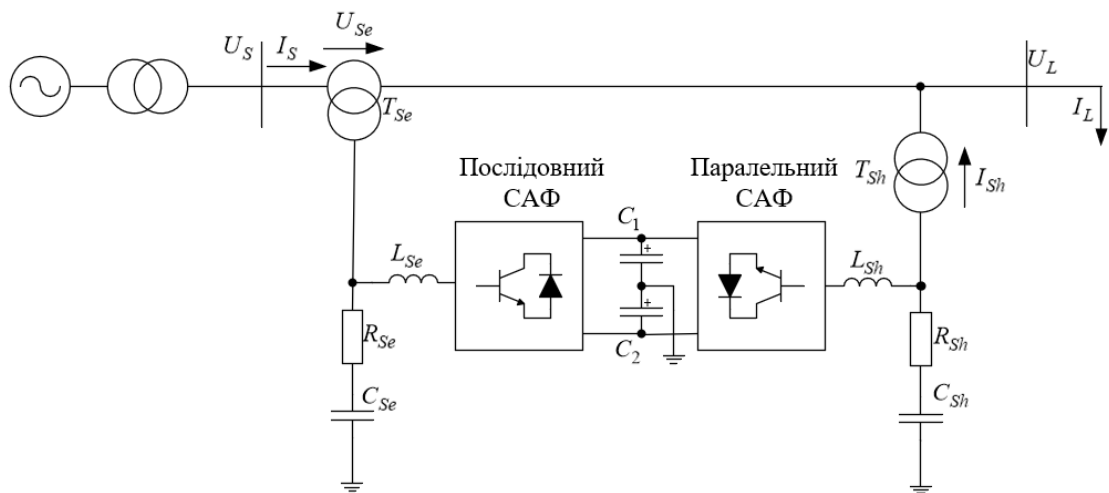 U_Se
U_S
I_S
U_L
T_Se
I_L
Послідовний
САФ
Паралельний
САФ
T_Sh
I_Sh
C_1
+
L_Se
L_Sh
+
R_Se
C_2
R_Sh
C_Se
C_Sh